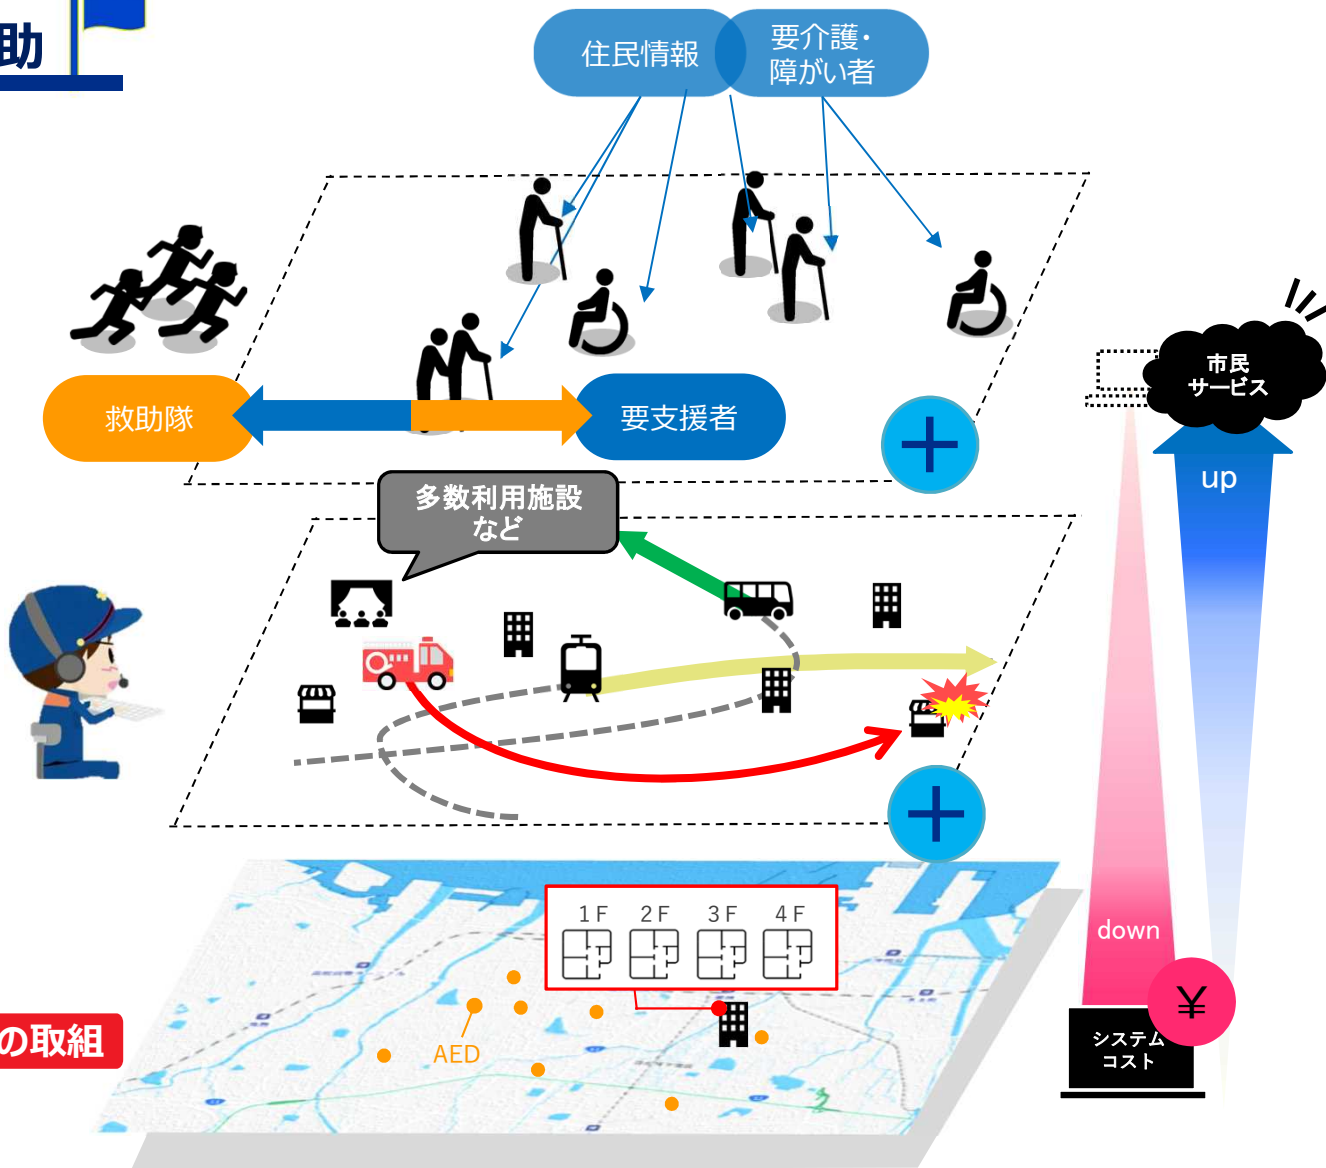 助
住民情報
要介護・
障がい者
救助隊
要支援者
市民
サービス
up
多数利用施設
など
1F 2F 3F 4F
AED
down
¥
システム
コスト
の取組